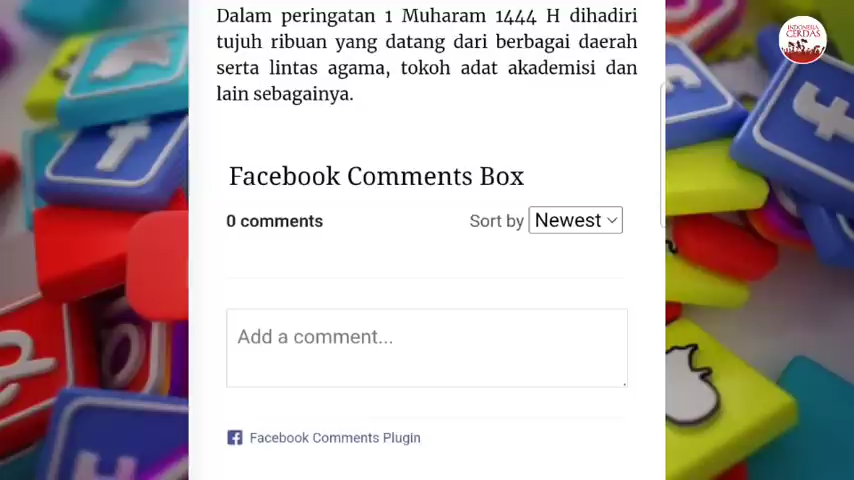 Dalam peringatan 1 Muharam 1444 H dihadiri
tujuh ribuan yang datang dari berbagai daerah
serta lintas agama, tokoh adat akademisi dan
lain sebagainya.
INDONESIA
CERDAS
Facebook Comments Box
0 comments
Sort by Newest
Add a comment...
Facebook Comments Plugin